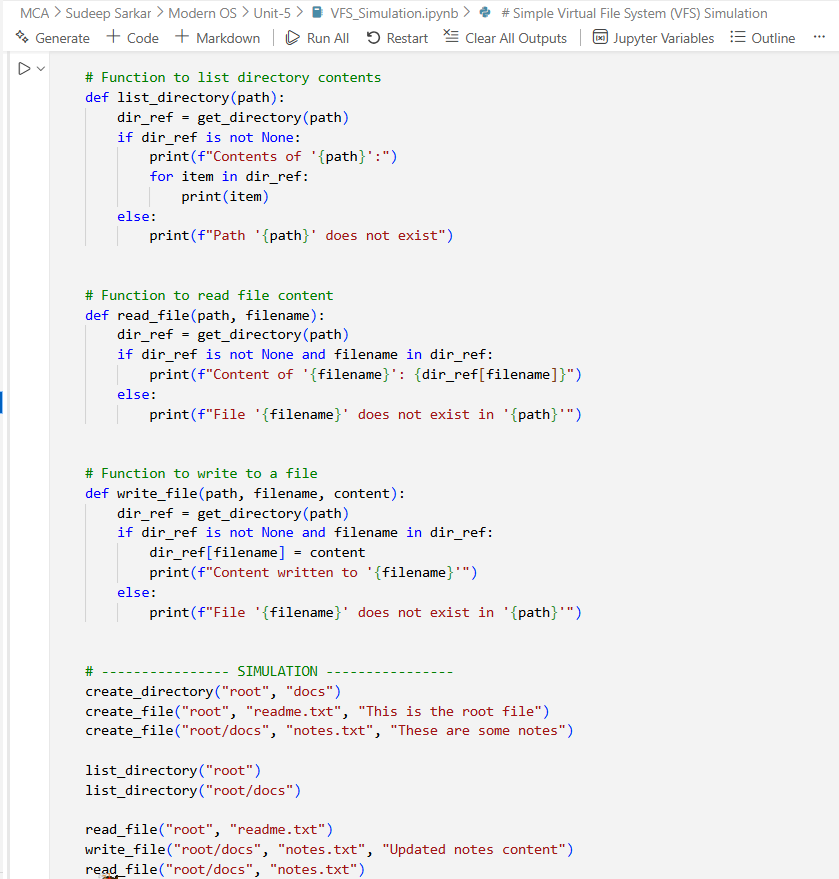 MCA > Sudeep Sarkar > Modern OS > Unit-5 > VFS_Simulation.ipynb > # Simple Virtual File System (VFS) Simulation
Generate + Code + Markdown | Run All Restart Clear All Outputs | Jupyter Variables Outline ...
# Function to list directory contents
def list_directory(path):
    dir_ref = get_directory(path)
    if dir_ref is not None:
        print(f"Contents of '{path}':")
        for item in dir_ref:
            print(item)
    else:
        print(f"Path '{path}' does not exist")
# Function to read file content
def read_file(path, filename):
    dir_ref = get_directory(path)
    if dir_ref is not None and filename in dir_ref:
        print(f"Content of '{filename}': {dir_ref[filename]}")
    else:
        print(f"File '{filename}' does not exist in '{path}'")
# Function to write to a file
def write_file(path, filename, content):
    dir_ref = get_directory(path)
    if dir_ref is not None and filename in dir_ref:
        dir_ref[filename] = content
        print(f"Content written to '{filename}'")
    else:
        print(f"File '{filename}' does not exist in '{path}'")
# ---------------- SIMULATION ----------------
create_directory("root", "docs")
create_file("root", "readme.txt", "This is the root file")
create_file("root/docs", "notes.txt", "These are some notes")
list_directory("root")
list_directory("root/docs")
read_file("root", "readme.txt")
write_file("root/docs", "notes.txt", "Updated notes content")
read_file("root/docs", "notes.txt")